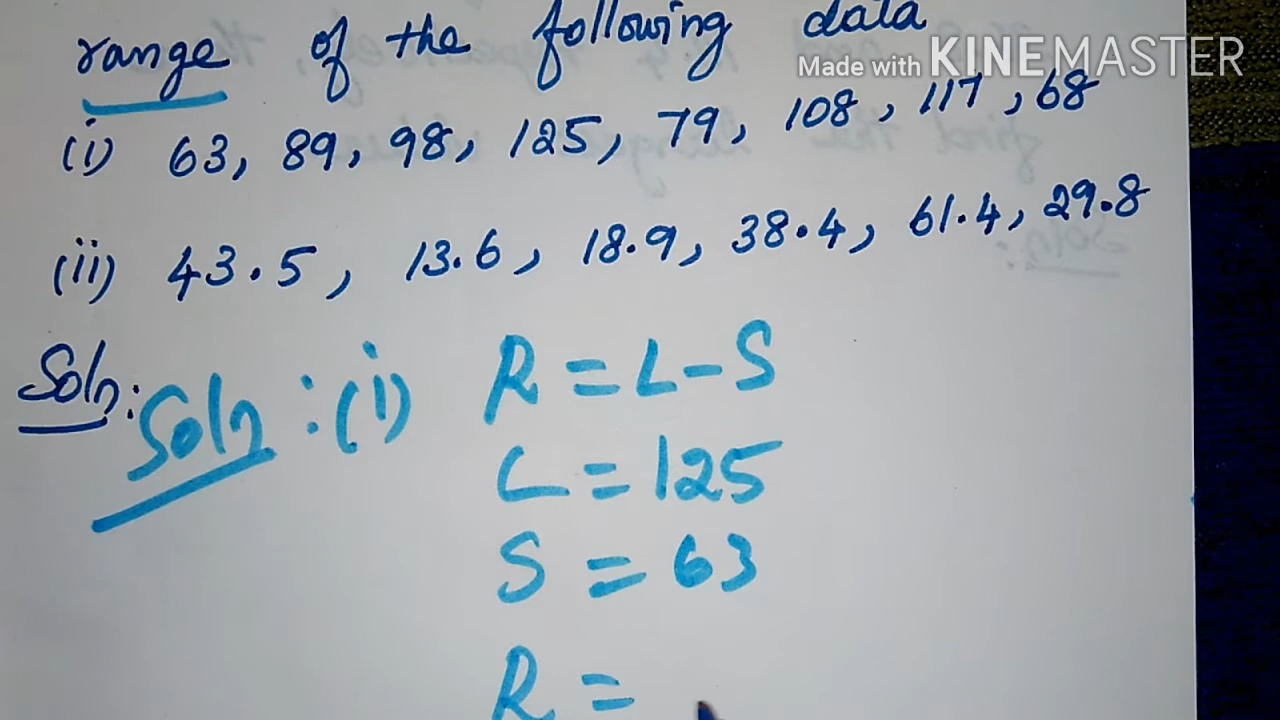 range of the following data
Made with KINEMASTER
(i) 63, 89, 98, 125, 79, 108, 117, 68
(ii) 43.5, 13.6, 18.9, 38.4, 61.4, 29.8
Soln:
Soln: (i) R = L - S
L = 125
S = 63
R =